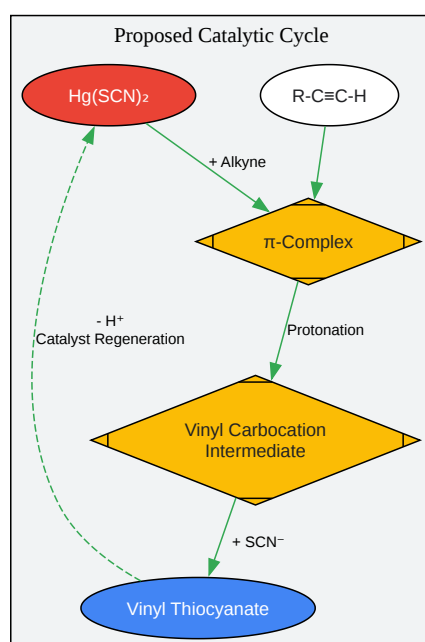 Proposed Catalytic Cycle
Hg(SCN)₂
R-C≡C-H
+ Alkyne
π-Complex
- H⁺
Catalyst Regeneration
Protonation
Vinyl Carbocation
Intermediate
+ SCN⁻
Vinyl Thiocyanate